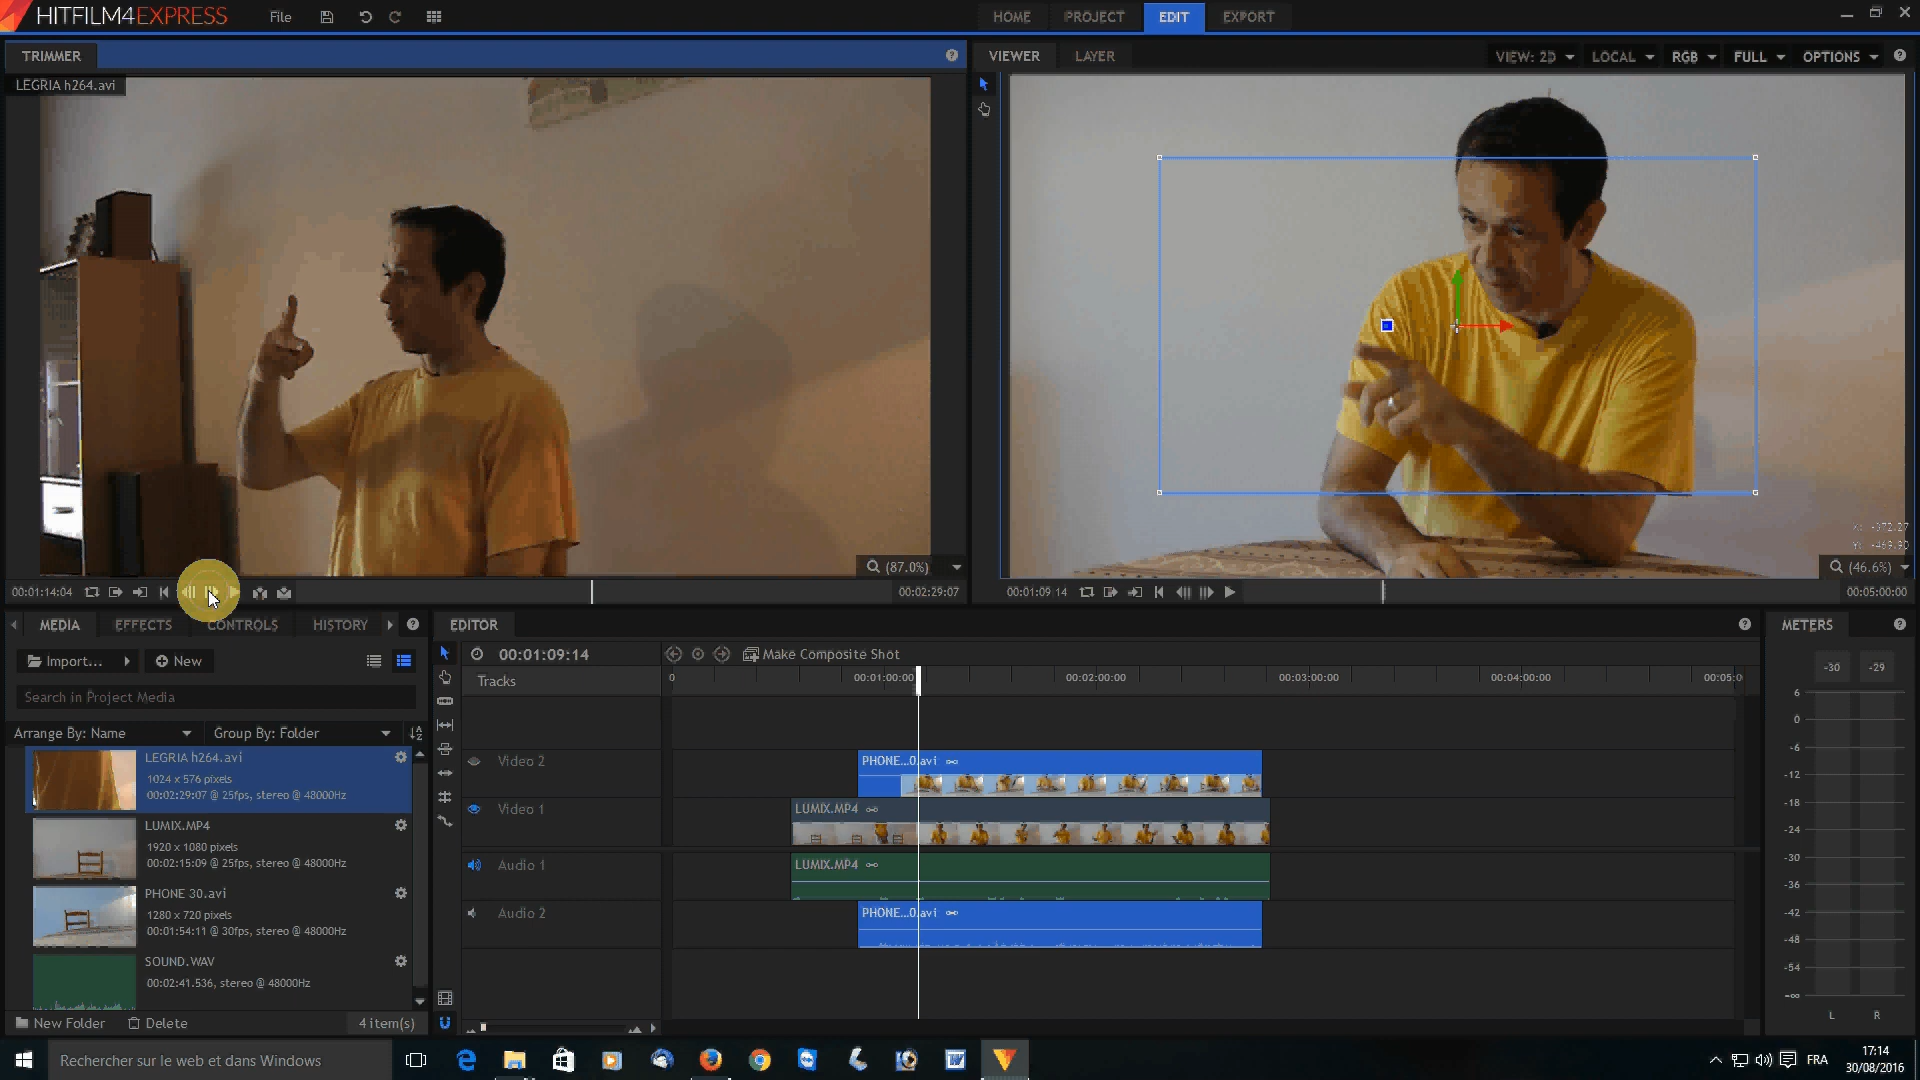 HITFILM4EXPRESS
File
HOME PROJECT EDIT EXPORT
TRIMMER
LEGRIA h264.avi
(87.0%)
00:01:14:04
00:02:29:07
VIEWER LAYER
VIEW: 2D LOCAL RGB FULL OPTIONS
X: -372.27
Y: -469.90
(46.6%)
00:01:09:14
00:05:00:00
MEDIA EFFECTS CONTROLS HISTORY
Import... New
Search in Project Media
Arrange By: Name Group By: Folder
LEGRIA h264.avi
1024 x 576 pixels
00:02:29:07 @ 25fps, stereo @ 48000Hz
LUMIX.MP4
1920 x 1080 pixels
00:02:15:09 @ 25fps, stereo @ 48000Hz
PHONE 30.avi
1280 x 720 pixels
00:01:54:11 @ 30fps, stereo @ 48000Hz
SOUND.WAV
00:02:41.536, stereo @ 48000Hz
New Folder Delete 4 item(s)
EDITOR
00:01:09:14
Make Composite Shot
Tracks
0 00:01:00:00 00:02:00:00 00:03:00:00 00:04:00:00 00:05:0
Video 2
PHONE...0.avi
Video 1
LUMIX.MP4
Audio 1
LUMIX.MP4
Audio 2
PHONE...0.avi
METERS
-30 -29
6
0
-6
-12
-18
-24
-30
-36
-42
-48
-54
-∞
L R
Rechercher sur le web et dans Windows
FRA
17:14
30/08/2016